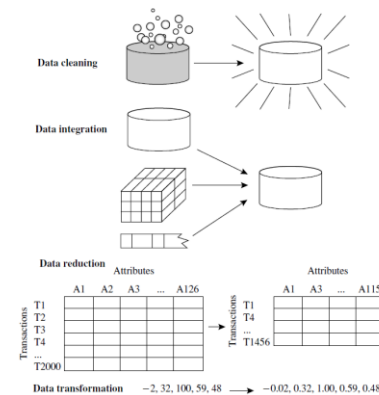 Data cleaning
Data integration
Data reduction
Attributes
A1 A2 A3 ... A126
Transactions
T1
T2
T3
T4
...
T2000
Attributes
A1 A3 ... A115
Transactions
T1
T4
...
T1456
Data transformation −2, 32, 100, 59, 48 −0.02, 0.32, 1.00, 0.59, 0.48